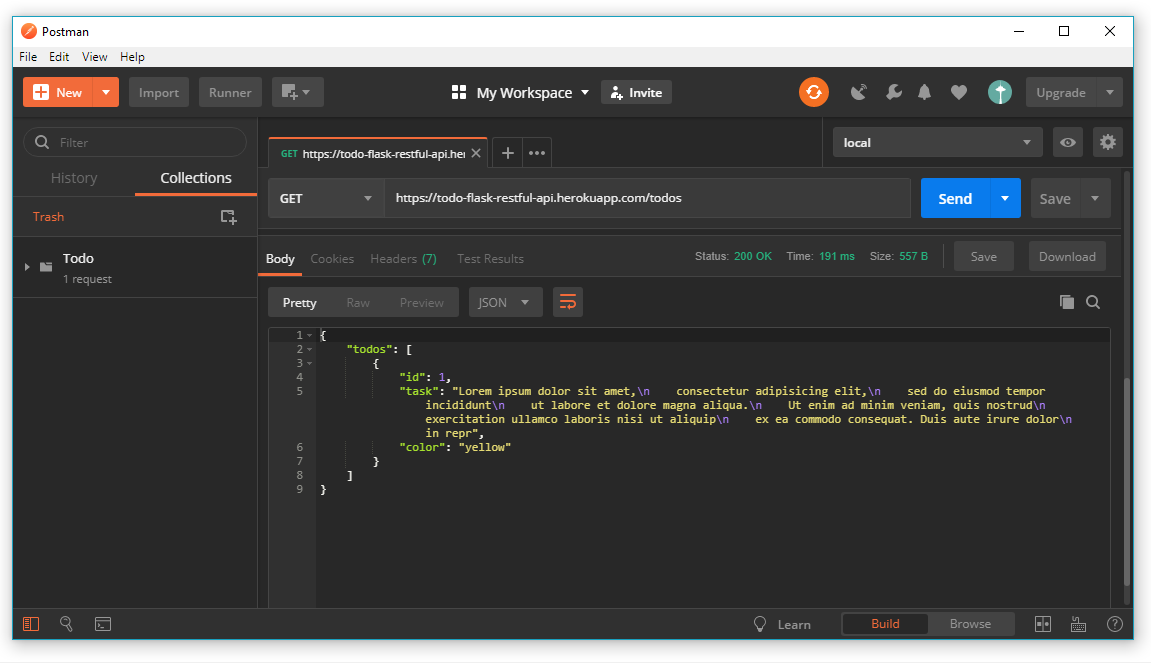 Postman
File Edit View Help
New Import Runner My Workspace Invite Upgrade
Filter
History Collections
Trash
Todo
1 request
GET https://todo-flask-restful-api.her
local
GET https://todo-flask-restful-api.herokuapp.com/todos Send Save
Body Cookies Headers (7) Test Results Status: 200 OK Time: 191 ms Size: 557 B Save Download
Pretty Raw Preview JSON
1 {
2 "todos": [
3 {
4 "id": 1,
5 "task": "Lorem ipsum dolor sit amet,\n    consectetur adipisicing elit,\n    sed do eiusmod tempor
incididunt\n    ut labore et dolore magna aliqua.\n    Ut enim ad minim veniam, quis nostrud\n
exercitation ullamco laboris nisi ut aliquip\n    ex ea commodo consequat. Duis aute irure dolor\n
in repr",
6 "color": "yellow"
7 }
8 ]
9 }
Learn Build Browse